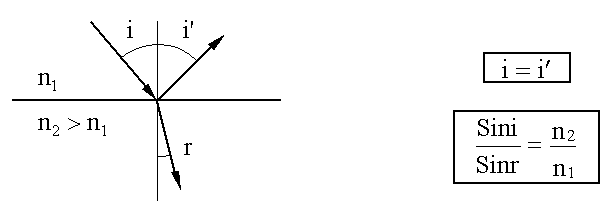 i i′
n₁
n₂ > n₁
r
i = i′
Sini/Sinr = n₂/n₁